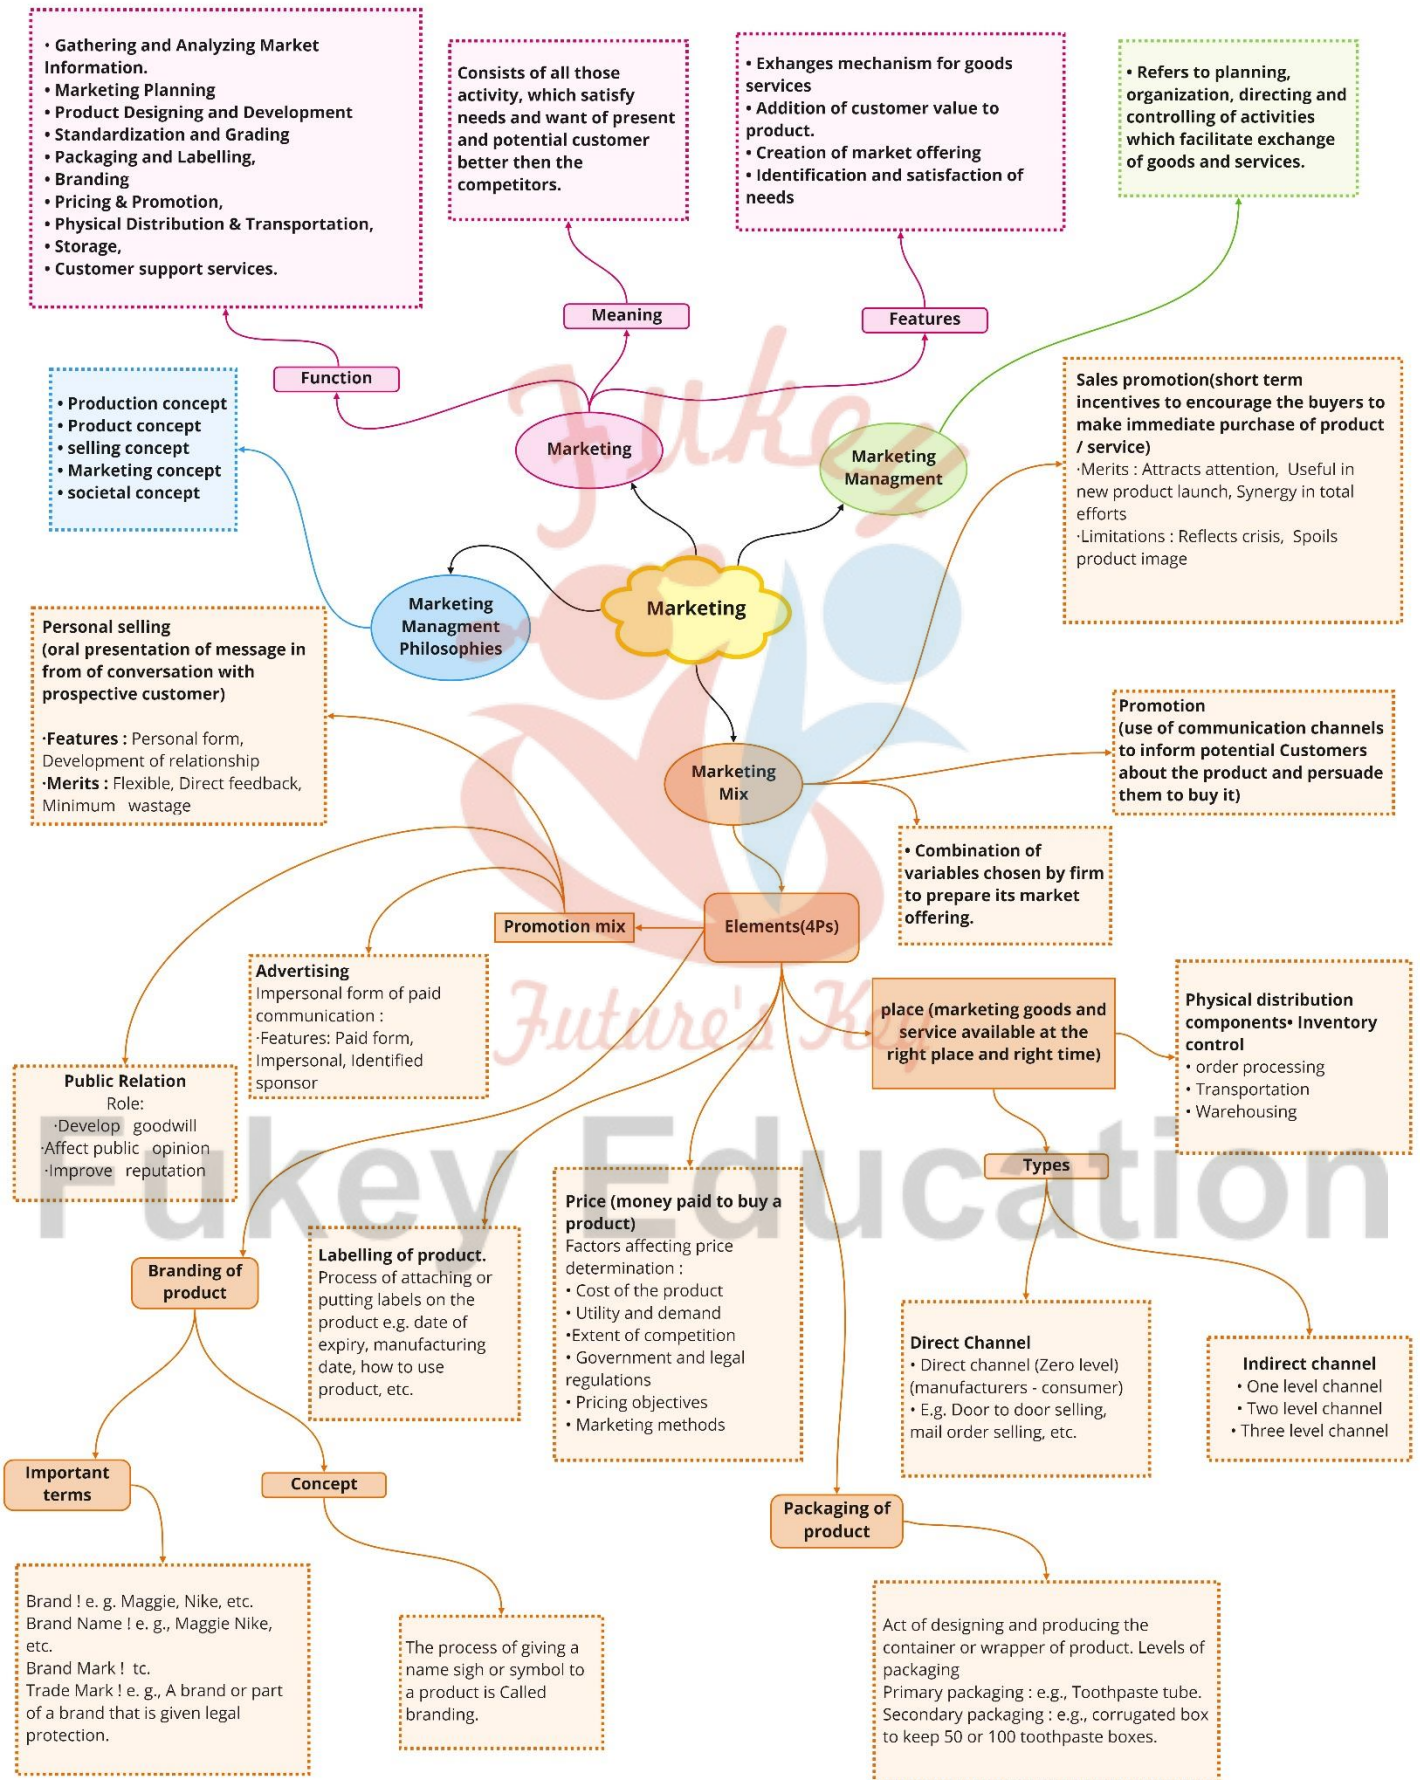 • Gathering and Analyzing Market
Information.
• Marketing Planning
• Product Designing and Development
• Standardization and Grading
• Packaging and Labelling,
• Branding
• Pricing & Promotion,
• Physical Distribution & Transportation,
• Storage,
• Customer support services.
Consists of all those
activity, which satisfy
needs and want of present
and potential customer
better then the
competitors.
• Exhanges mechanism for goods
services
• Addition of customer value to
product.
• Creation of market offering
• Identification and satisfaction of
needs
• Refers to planning,
organization, directing and
controlling of activities
which facilitate exchange
of goods and services.
Meaning
Features
Function
• Production concept
• Product concept
• selling concept
• Marketing concept
• societal concept
Marketing
Marketing
Managment
Sales promotion(short term
incentives to encourage the buyers to
make immediate purchase of product
/ service)
·Merits : Attracts attention, Useful in
new product launch, Synergy in total
efforts
·Limitations : Reflects crisis, Spoils
product image
Fukey
Marketing
Managment
Philosophies
Marketing
Personal selling
(oral presentation of message in
from of conversation with
prospective customer)
·Features : Personal form,
Development of relationship
·Merits : Flexible, Direct feedback,
Minimum wastage
Marketing
Mix
Promotion
(use of communication channels
to inform potential Customers
about the product and persuade
them to buy it)
• Combination of
variables chosen by firm
to prepare its market
offering.
Promotion mix
Elements(4Ps)
Advertising
Impersonal form of paid
communication :
·Features: Paid form,
Impersonal, Identified
sponsor
Future's Key
place (marketing goods and
service available at the
right place and right time)
Physical distribution
components• Inventory
control
• order processing
• Transportation
• Warehousing
Public Relation
Role:
·Develop goodwill
·Affect public opinion
·Improve reputation
Fukey Education
Types
Branding of
product
Labelling of product.
Process of attaching or
putting labels on the
product e.g. date of
expiry, manufacturing
date, how to use
product, etc.
Price (money paid to buy a
product)
Factors affecting price
determination :
• Cost of the product
• Utility and demand
•Extent of competition
• Government and legal
regulations
• Pricing objectives
• Marketing methods
Direct Channel
• Direct channel (Zero level)
(manufacturers - consumer)
• E.g. Door to door selling,
mail order selling, etc.
Indirect channel
• One level channel
• Two level channel
• Three level channel
Important
terms
Concept
Packaging of
product
Brand ! e. g. Maggie, Nike, etc.
Brand Name ! e. g., Maggie Nike,
etc.
Brand Mark ! tc.
Trade Mark ! e. g., A brand or part
of a brand that is given legal
protection.
The process of giving a
name sigh or symbol to
a product is Called
branding.
Act of designing and producing the
container or wrapper of product. Levels of
packaging
Primary packaging : e.g., Toothpaste tube.
Secondary packaging : e.g., corrugated box
to keep 50 or 100 toothpaste boxes.